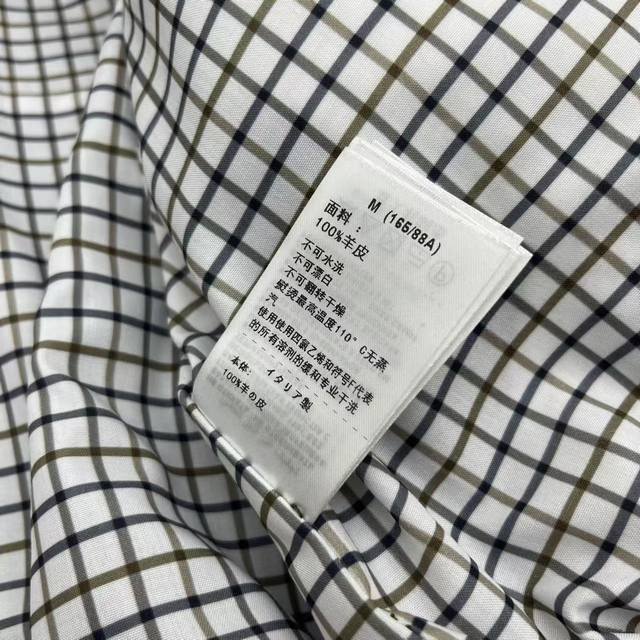 M (165/88A)
面料：
100%羊皮
不可水洗
不可漂白
不可翻转干燥
熨烫最高温度110°C无蒸
汽
使用使用四氯乙烯和符号F代表
的所有溶剂的温和专业干洗
本体： イタリア製
100%羊の皮